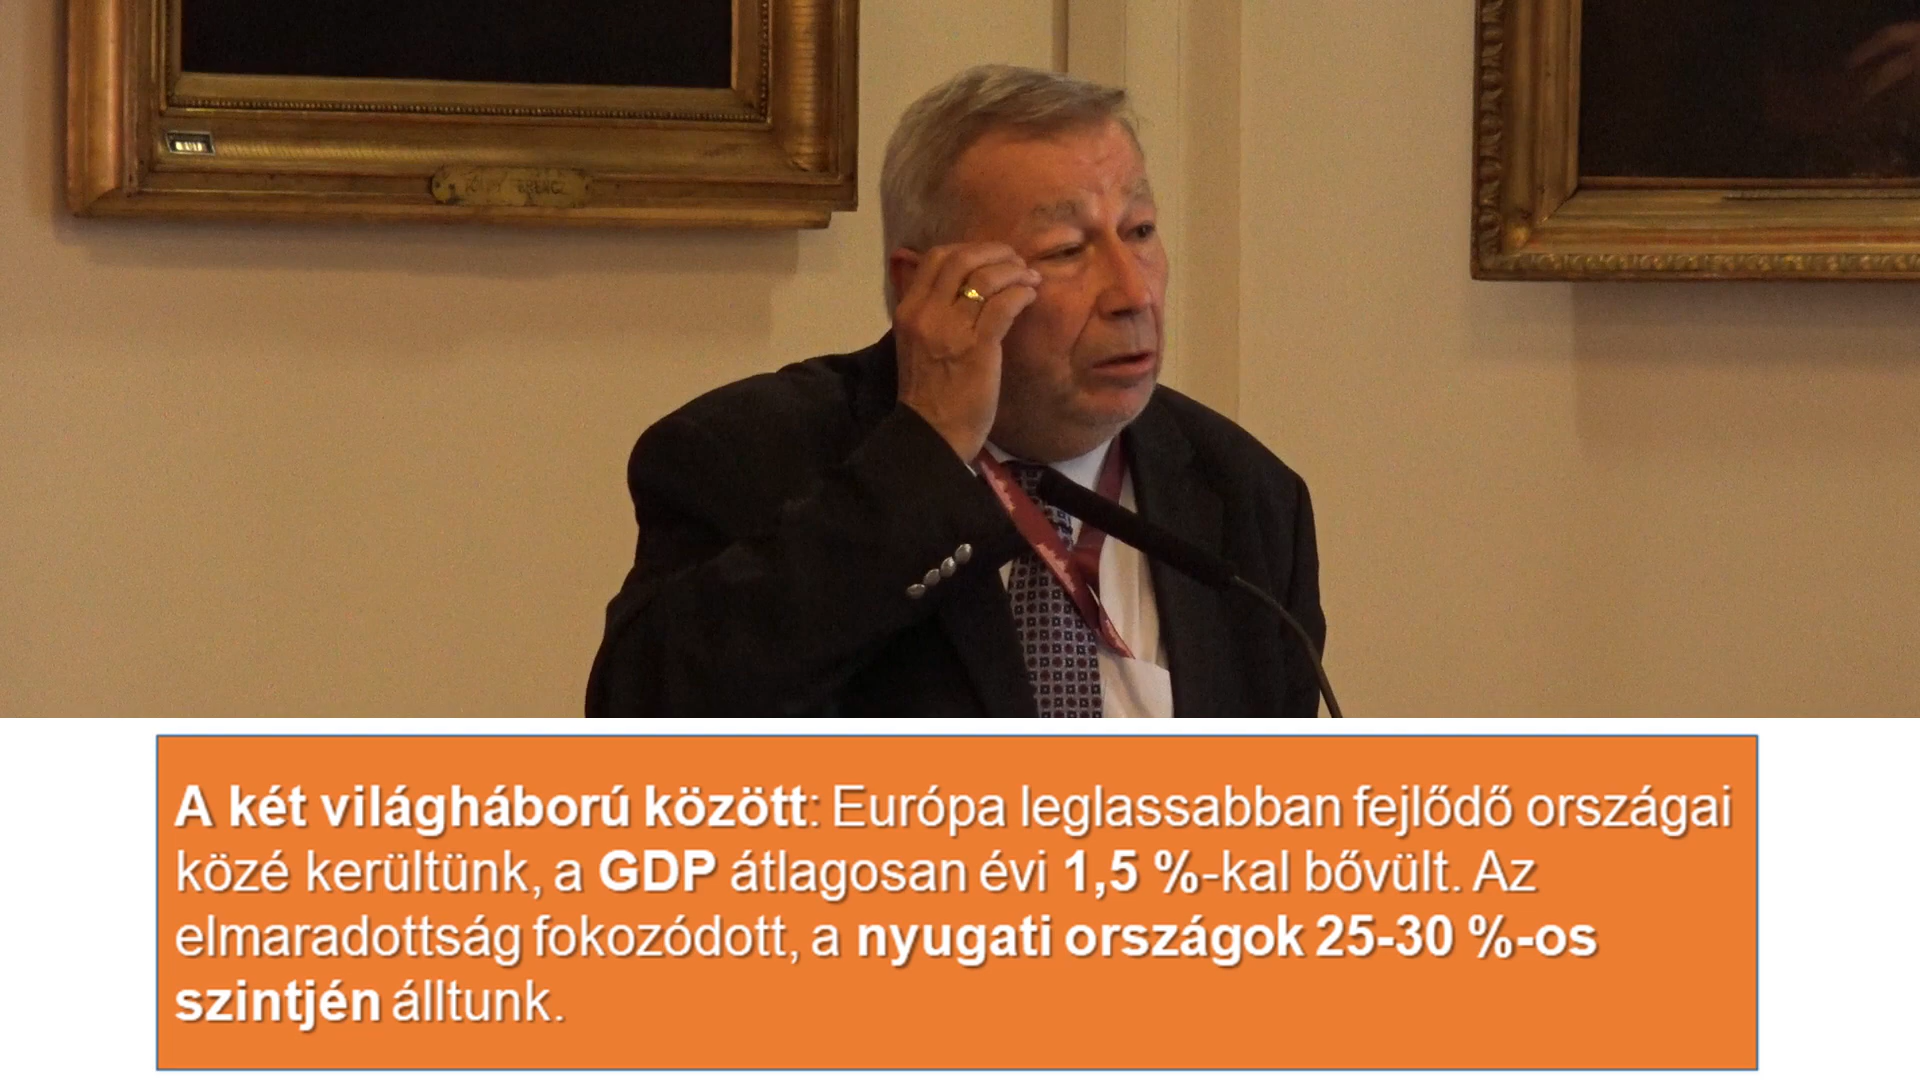 A két világháború között: Európa leglassabban fejlődő országai
közé kerültünk, a GDP átlagosan évi 1,5 %-kal bővült. Az
elmaradottság fokozódott, a nyugati országok 25-30 %-os
szintjén álltunk.